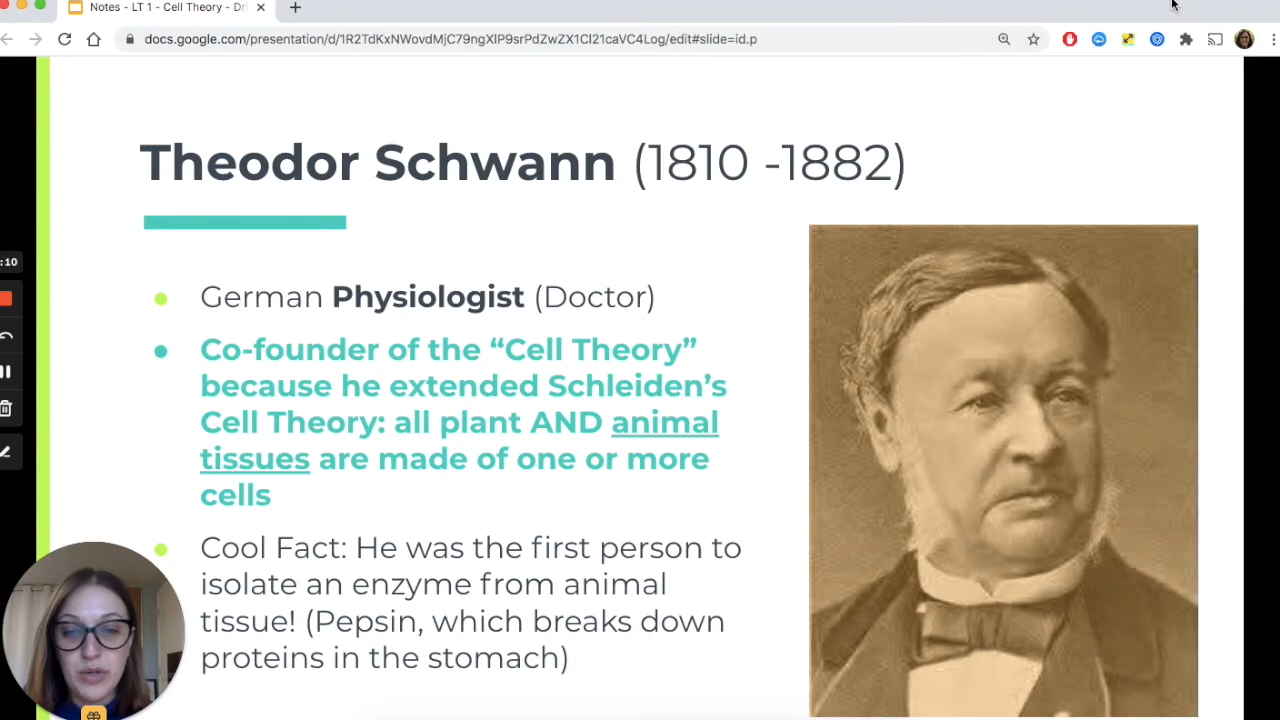 Notes - LT 1 - Cell Theory - Dri
docs.google.com/presentation/d/1R2TdKxNWovdMjC79ngXlP9srPdZwZX1CI21caVC4Log/edit#slide=id.p
Theodor Schwann (1810 -1882)
:10
German Physiologist (Doctor)
Co-founder of the “Cell Theory”
because he extended Schleiden’s
Cell Theory: all plant AND animal
tissues are made of one or more
cells
Cool Fact: He was the first person to
isolate an enzyme from animal
tissue! (Pepsin, which breaks down
proteins in the stomach)